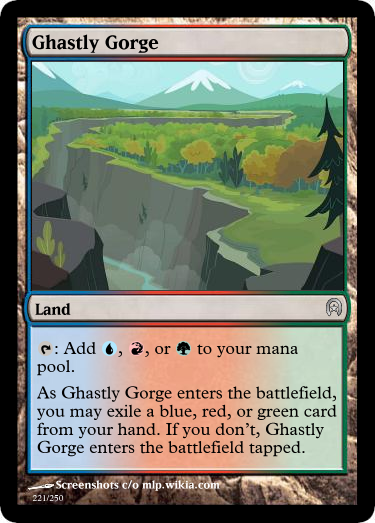 Ghastly Gorge
Land
: Add , , or to your mana
pool.
As Ghastly Gorge enters the battlefield,
you may exile a blue, red, or green card
from your hand. If you don't, Ghastly
Gorge enters the battlefield tapped.
Screenshots c/o mlp.wikia.com
221/250